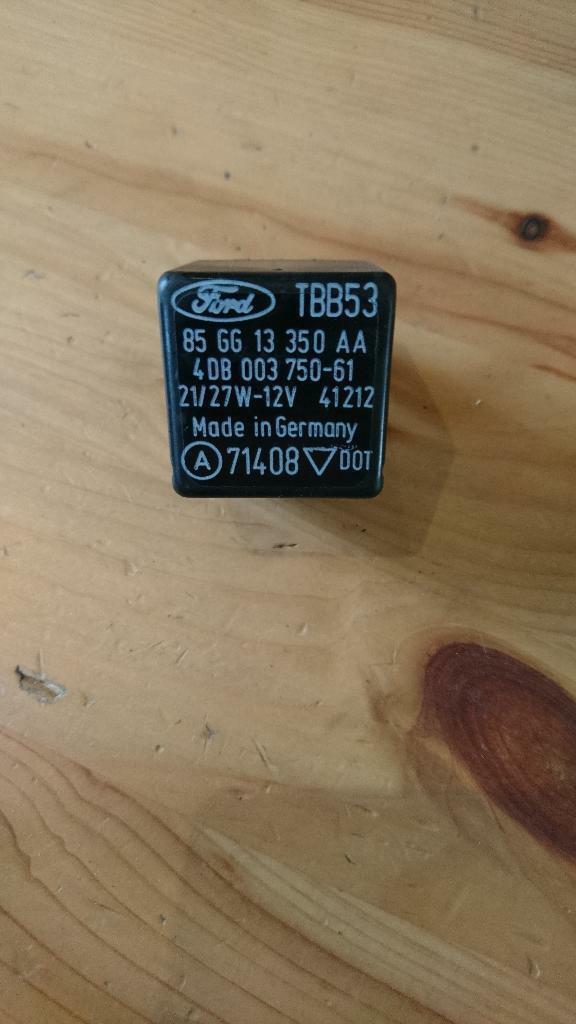 Ford TBB53
85 GG 13 350 AA
4DB 003 750-61
21/27W-12V 41212
Made in Germany
A 71408 DOT